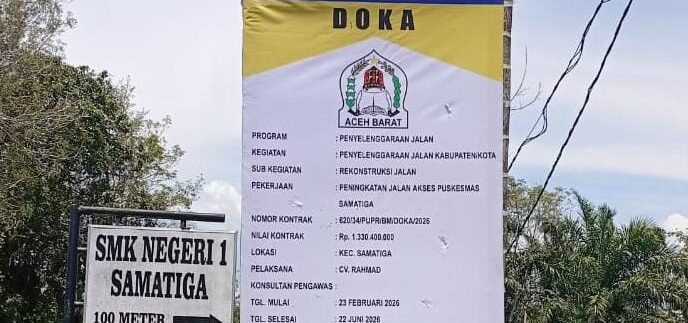 DOKA
ACEH BARAT
PROGRAM : PENYELENGGARAAN JALAN
KEGIATAN : PENYELENGGARAAN JALAN KABUPATEN/KOTA
SUB KEGIATAN : REKONSTRUKSI JALAN
PEKERJAAN : PENINGKATAN JALAN AKSES PUSKESMAS
SAMATIGA
NOMOR KONTRAK : 620/34/PUPR/BM/DOKA/2026
NILAI KONTRAK : Rp. 1.330.400.000
LOKASI : KEC. SAMATIGA
PELAKSANA : CV. RAHMAD
KONSULTAN PENGAWAS :
TGL. MULAI : 23 FEBRUARI 2026
TGL. SELESAI : 22 JUNI 2026
SMK NEGERI 1
SAMATIGA
100 METER